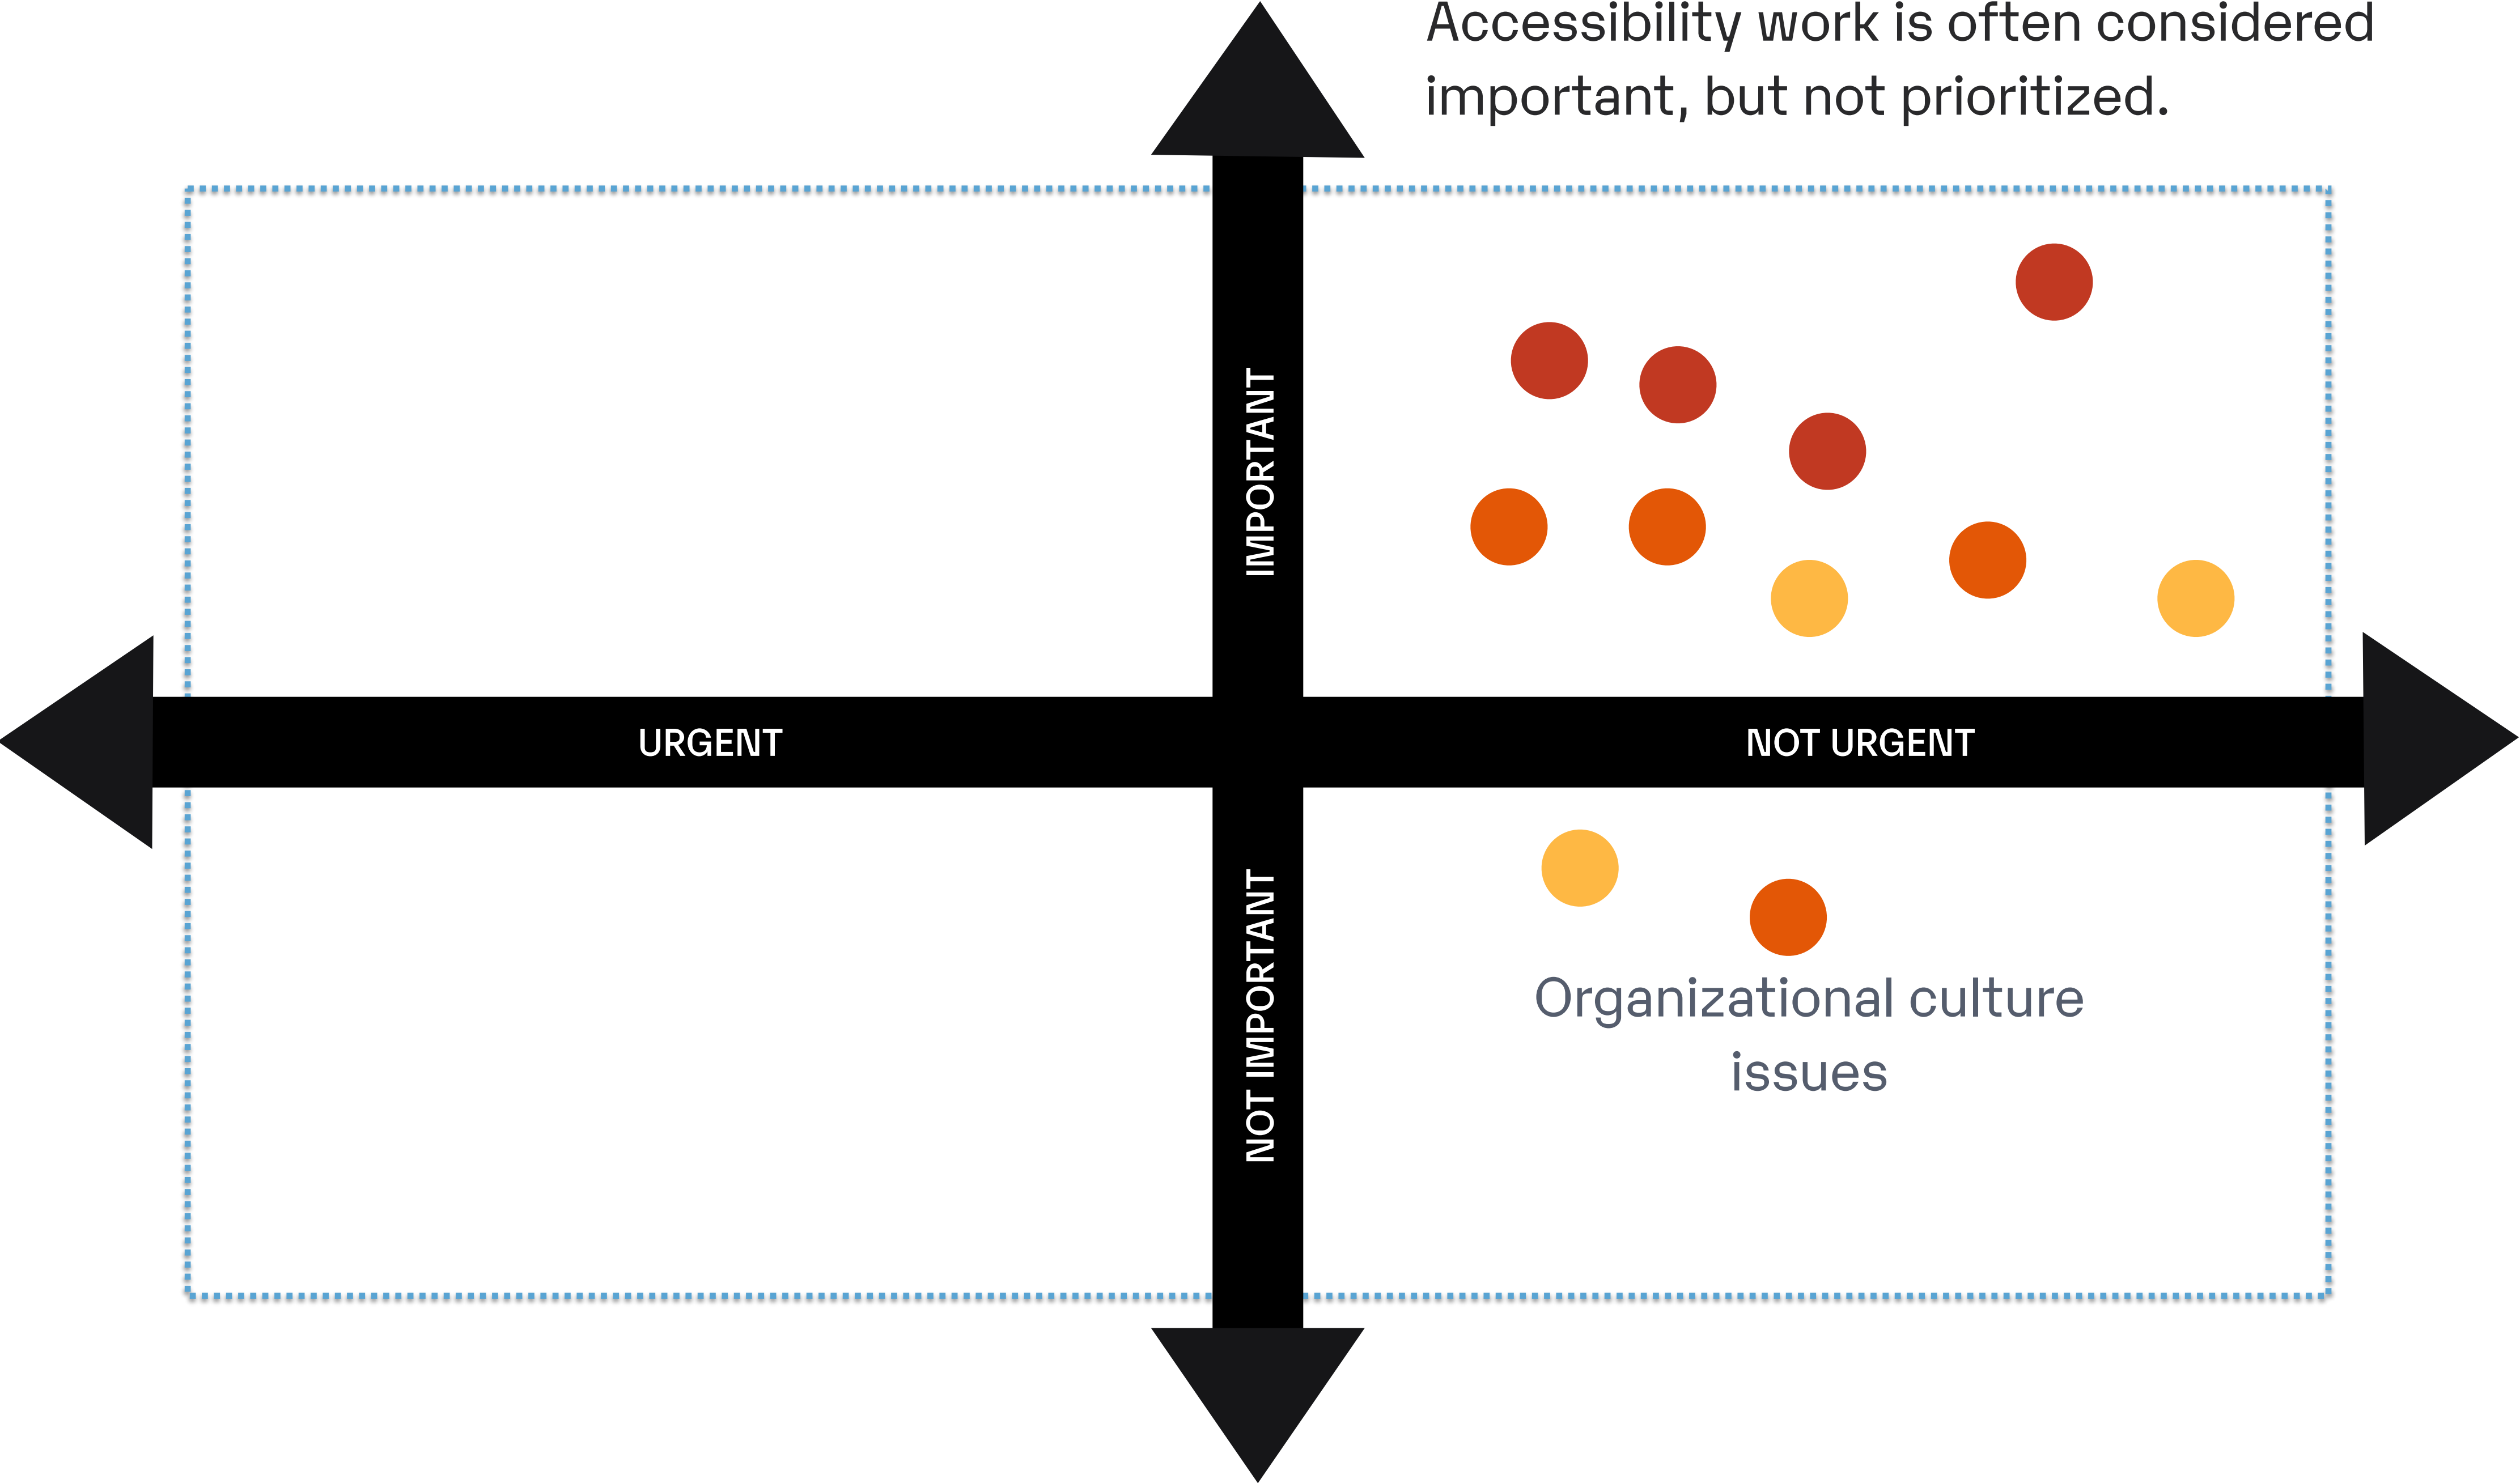 Accessibility work is often considered
important, but not prioritized.
IMPORTANT
URGENT
NOT URGENT
NOT IMPORTANT
Organizational culture
issues